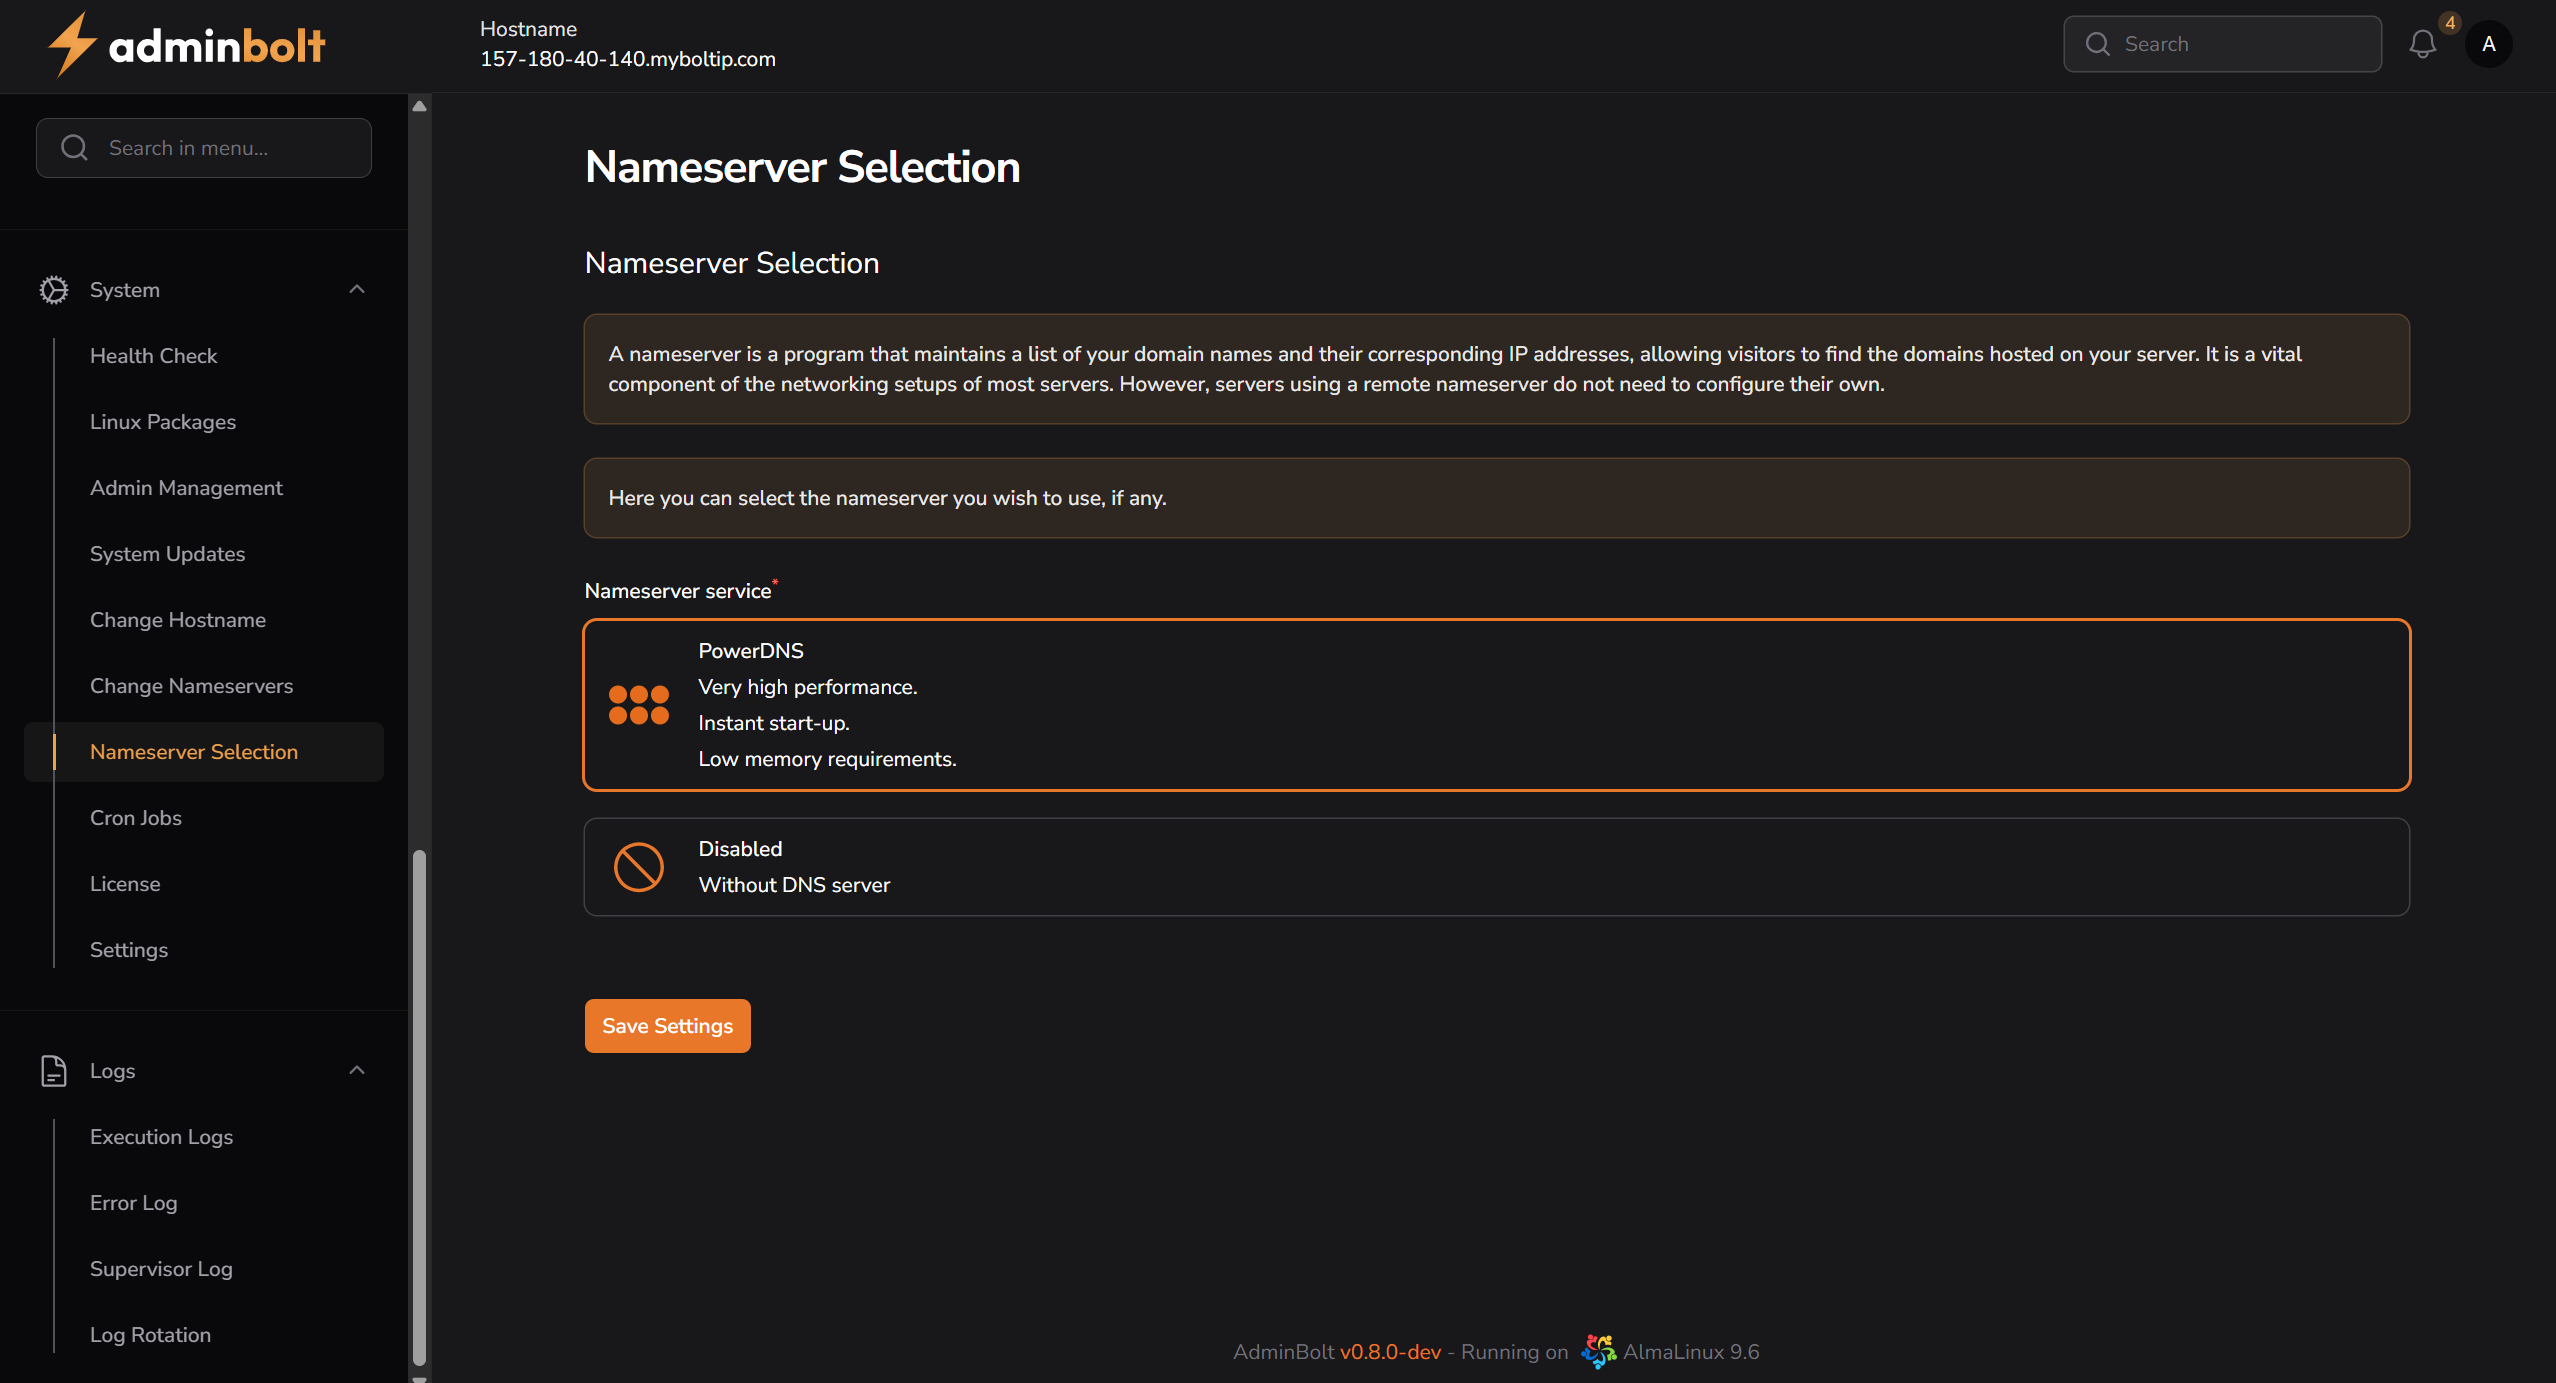 adminbolt
Hostname
157-180-40-140.myboltip.com
Search
4
A
Search in menu...
System
Health Check
Linux Packages
Admin Management
System Updates
Change Hostname
Change Nameservers
Nameserver Selection
Cron Jobs
License
Settings
Logs
Execution Logs
Error Log
Supervisor Log
Log Rotation
Nameserver Selection
Nameserver Selection
A nameserver is a program that maintains a list of your domain names and their corresponding IP addresses, allowing visitors to find the domains hosted on your server. It is a vital
component of the networking setups of most servers. However, servers using a remote nameserver do not need to configure their own.
Here you can select the nameserver you wish to use, if any.
Nameserver service*
PowerDNS
Very high performance.
Instant start-up.
Low memory requirements.
Disabled
Without DNS server
Save Settings
AdminBolt v0.8.0-dev - Running on AlmaLinux 9.6